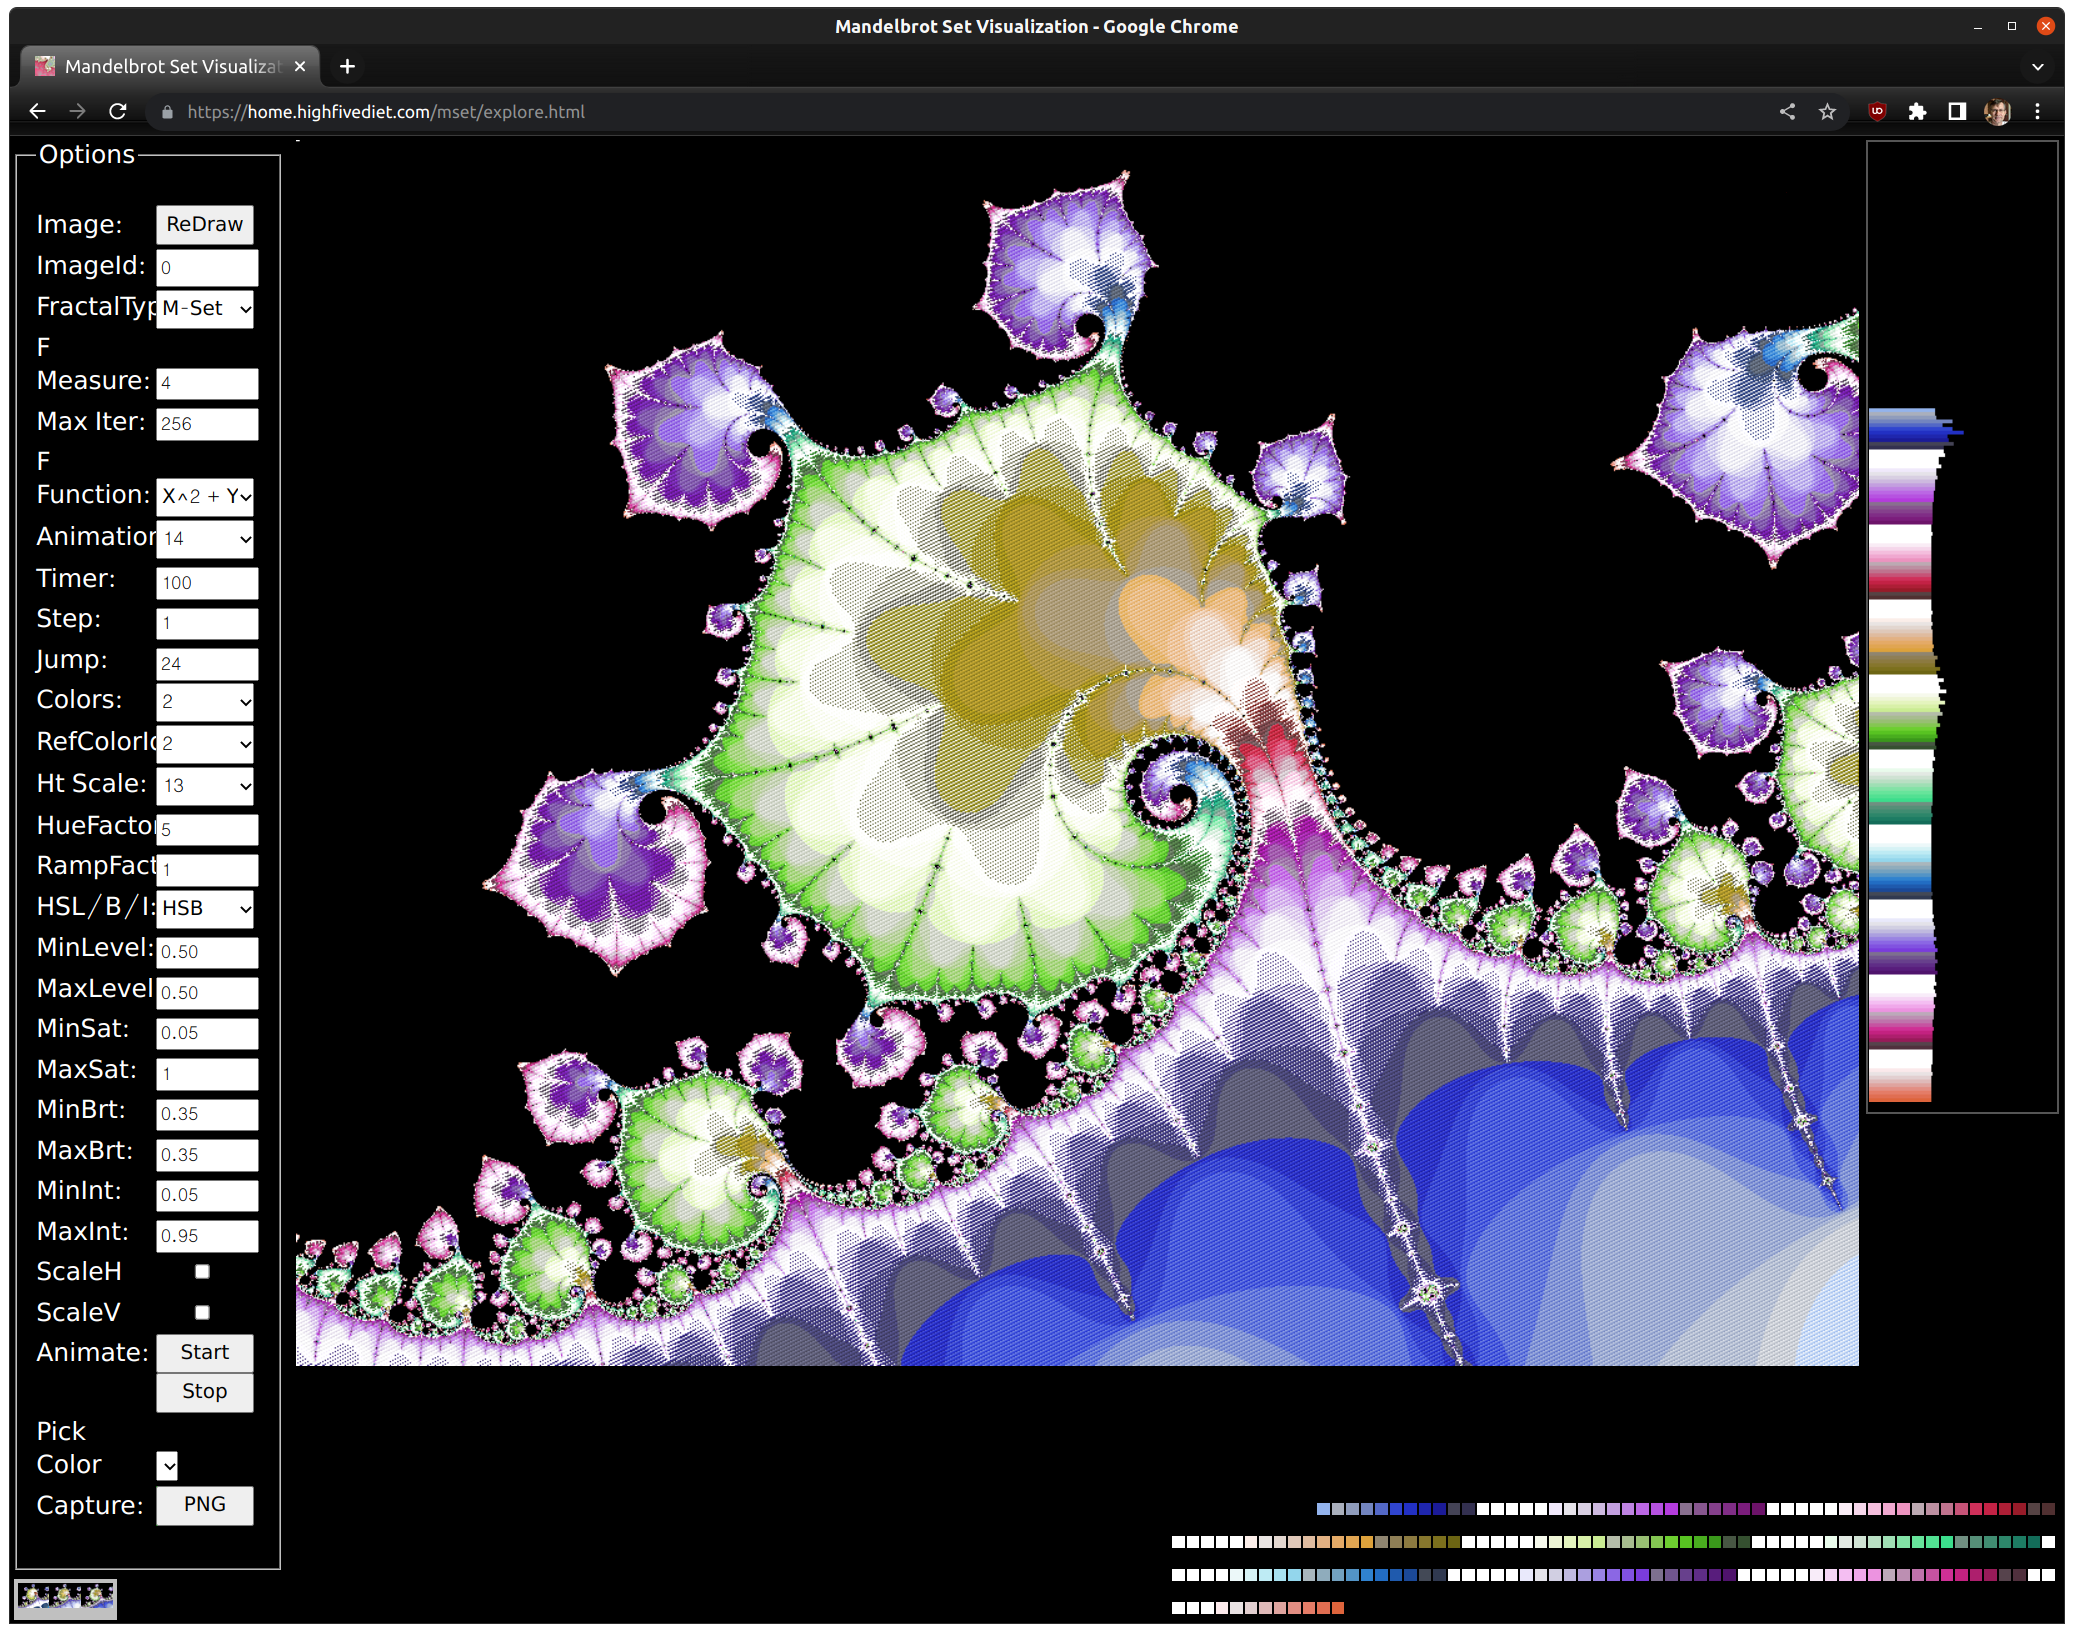 Mandelbrot Set Visualization - Google Chrome
Mandelbrot Set Visualizat
https://home.highfivediet.com/mset/explore.html
Options
Image: ReDraw
ImageId: 0
FractalTyp M-Set
F
Measure: 4
Max Iter: 256
F
Function: X^2 + Y
Animation 14
Timer: 100
Step: 1
Jump: 24
Colors: 2
RefColorId 2
Ht Scale: 13
HueFactor 5
RampFact 1
HSL/B/I: HSB
MinLevel: 0.50
MaxLevel 0.50
MinSat: 0.05
MaxSat: 1
MinBrt: 0.35
MaxBrt: 0.35
MinInt: 0.05
MaxInt: 0.95
ScaleH
ScaleV
Animate: Start
Stop
Pick
Color
Capture: PNG